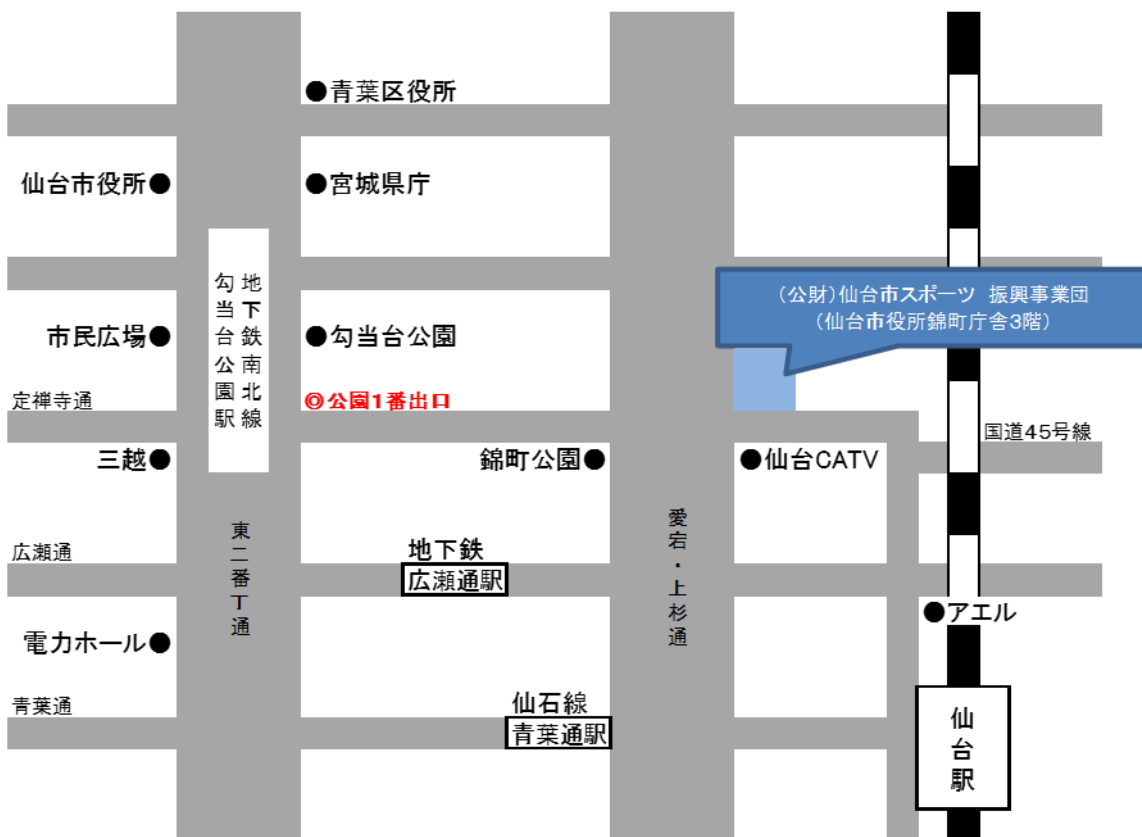 ●青葉区役所
仙台市役所●
●宮城県庁
地下鉄南北線
勾当台公園駅
(公財)仙台市スポーツ 振興事業団
(仙台市役所錦町庁舎3階)
市民広場●
●勾当台公園
定禅寺通
◎公園1番出口
国道45号線
三越●
錦町公園●
●仙台CATV
東二番丁通
愛宕・上杉通
広瀬通
地下鉄
広瀬通駅
●アエル
電力ホール●
青葉通
仙石線
青葉通駅
仙台駅